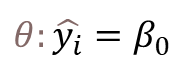 θ: ŷᵢ = β₀